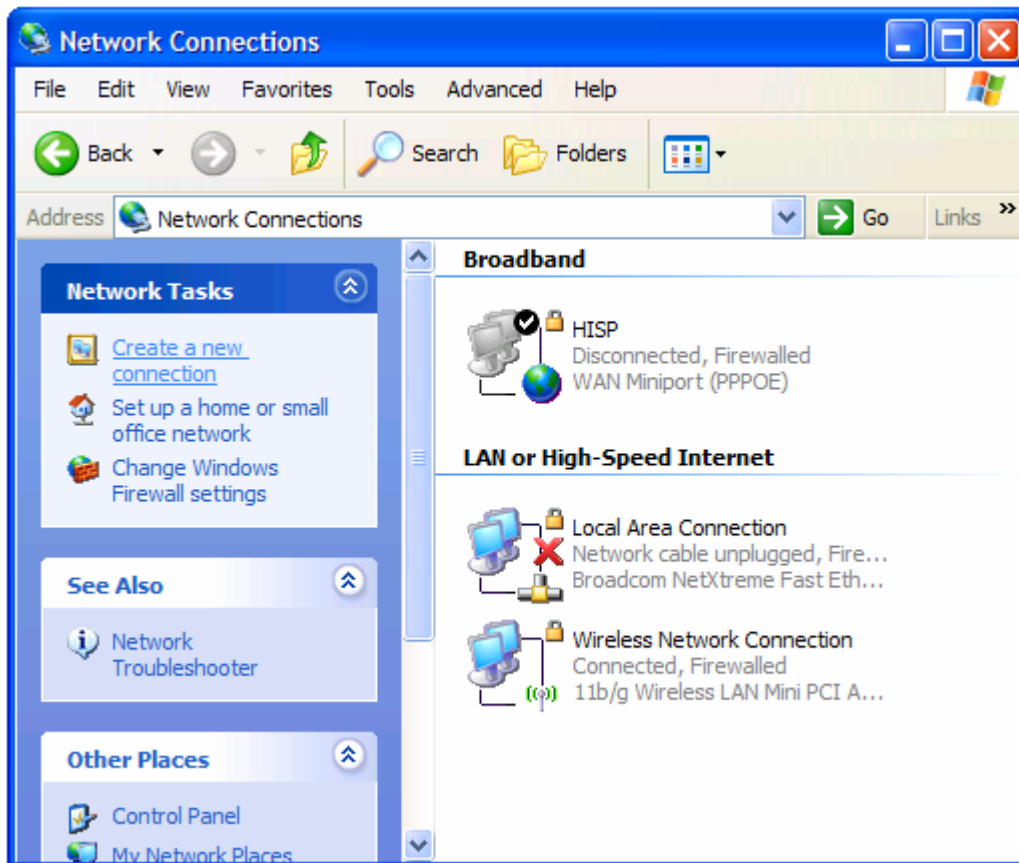 Network Connections
File Edit View Favorites Tools Advanced Help
Back Search Folders
Address Network Connections Go Links »
Network Tasks
Create a new
connection
Set up a home or small
office network
Change Windows
Firewall settings
See Also
Network
Troubleshooter
Other Places
Control Panel
My Network Places
Broadband
HISP
Disconnected, Firewalled
WAN Miniport (PPPOE)
LAN or High-Speed Internet
Local Area Connection
Network cable unplugged, Fire...
Broadcom NetXtreme Fast Eth...
Wireless Network Connection
Connected, Firewalled
11b/g Wireless LAN Mini PCI A...